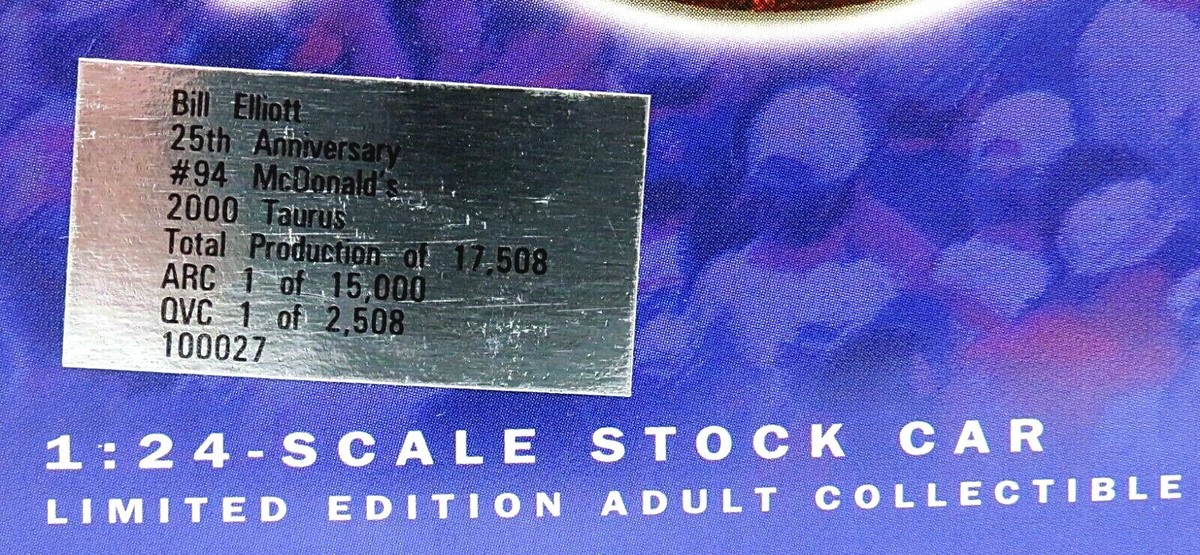 Bill Elliott
25th Anniversary
#94 McDonald's
2000 Taurus
Total Production of 17,508
ARC 1 of 15,000
QVC 1 of 2,508
100027
1:24-SCALE STOCK CAR
LIMITED EDITION ADULT COLLECTIBLE